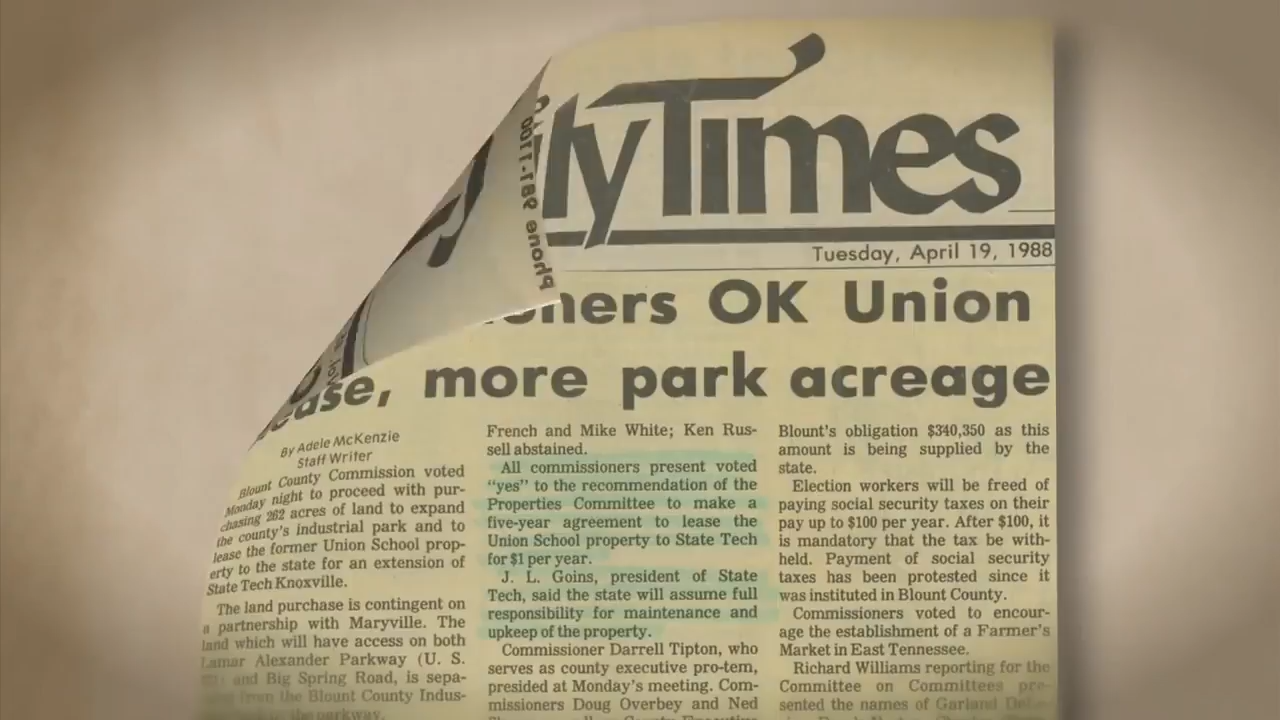 ly Times
Phone 981-1100
Tuesday, April 19, 1988
OK Union
more park acreage
By Adele McKenzie
Staff Writer
Blount County Commission voted
Monday night to proceed with pur-
chasing 262 acres of land to expand
the county's industrial park and to
lease the former Union School prop-
erty to the state for an extension of
State Tech Knoxville.
The land purchase is contingent on
a partnership with Maryville. The
land which will have access on both
Lamar Alexander Parkway (U. S.
and Big Spring Road, is sepa-
from the Blount County Indus-
the parkway.
French and Mike White; Ken Rus-
sell abstained.
All commissioners present voted
"yes" to the recommendation of the
Properties Committee to make a
five-year agreement to lease the
Union School property to State Tech
for $1 per year.
J. L. Goins, president of State
Tech, said the state will assume full
responsibility for maintenance and
upkeep of the property.
Commissioner Darrell Tipton, who
serves as county executive pro-tem,
presided at Monday's meeting. Com-
missioners Doug Overbey and Ned
Blount's obligation $340,350 as this
amount is being supplied by the
state.
Election workers will be freed of
paying social security taxes on their
pay up to $100 per year. After $100, it
is mandatory that the tax be with-
held. Payment of social security
taxes has been protested since it
was instituted in Blount County.
Commissioners voted to encour-
age the establishment of a Farmer's
Market in East Tennessee.
Richard Williams reporting for the
Committee on Committees pre-
sented the names of Garland